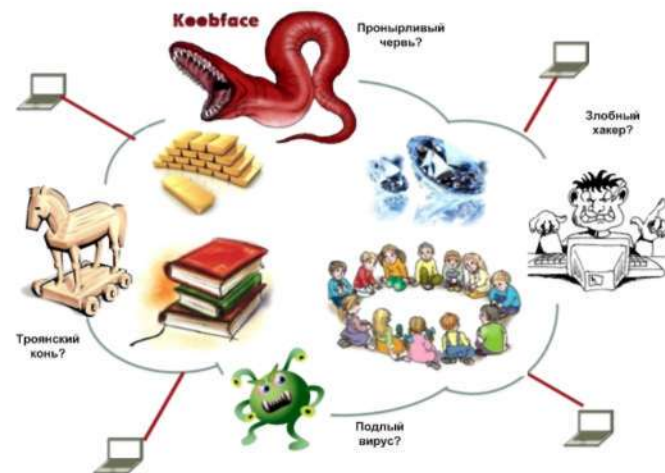 Koobface
Пронырливый
червь?
Злобный
хакер?
Троянский
конь?
Подлый
вирус?